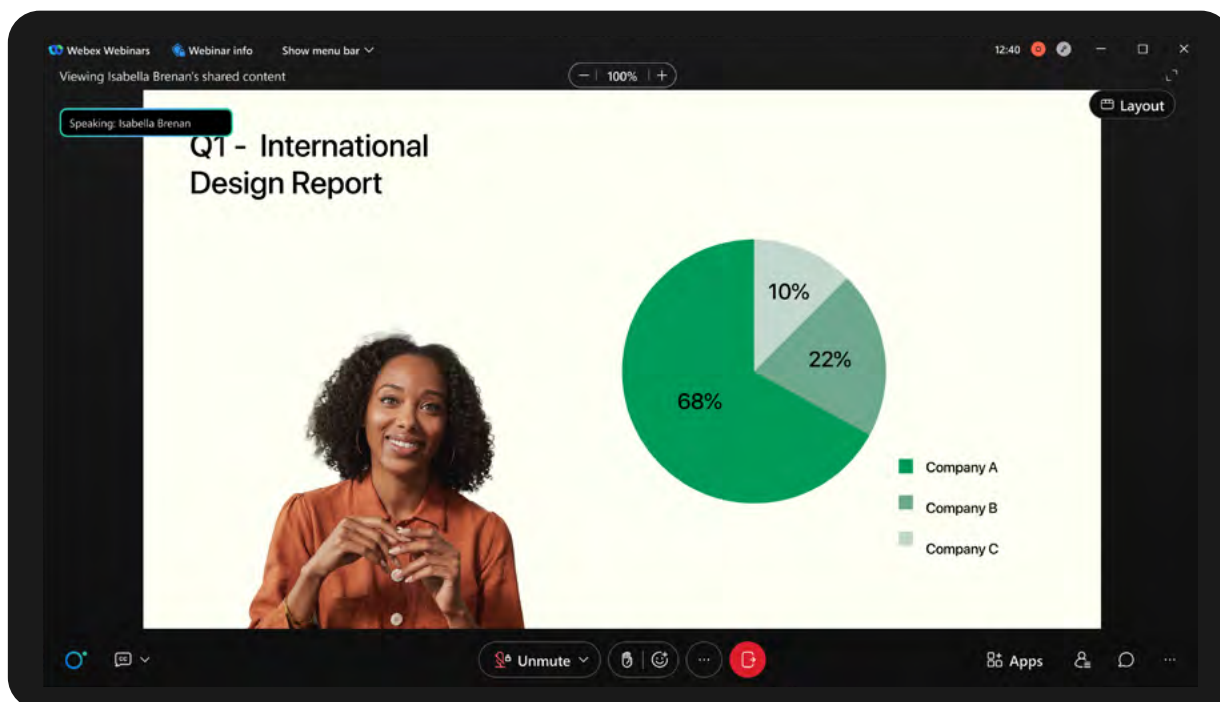 Webex Webinars
Webinar info
Show menu bar
12:40
Viewing Isabella Brenan's shared content
100%
Layout
Speaking: Isabella Brenan
Q1 - International
Design Report
10%
22%
68%
Company A
Company B
Company C
CC
Unmute
Apps